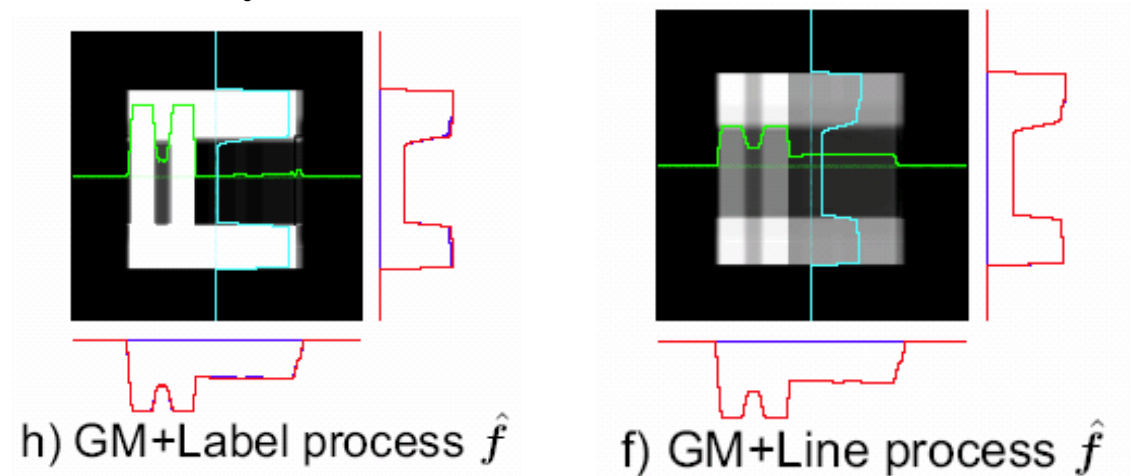 h) GM+Label process f̂
f) GM+Line process f̂